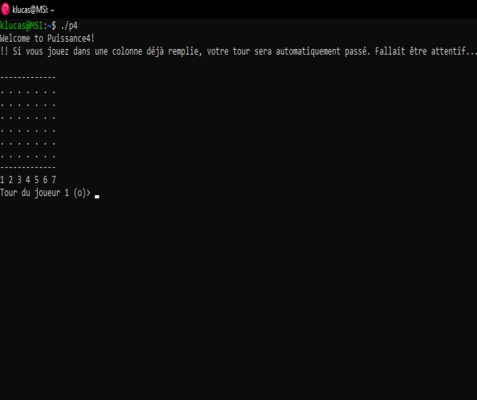 klucas@MSI: ~
klucas@MSI:~$ ./p4
Welcome to Puissance4!
!! Si vous jouez dans une colonne déjà remplie, votre tour sera automatiquement passé. Fallait être attentif...
-------------
. . . . . . .
. . . . . . .
. . . . . . .
. . . . . . .
. . . . . . .
. . . . . . .
-------------
1 2 3 4 5 6 7
Tour du joueur 1 (o)>